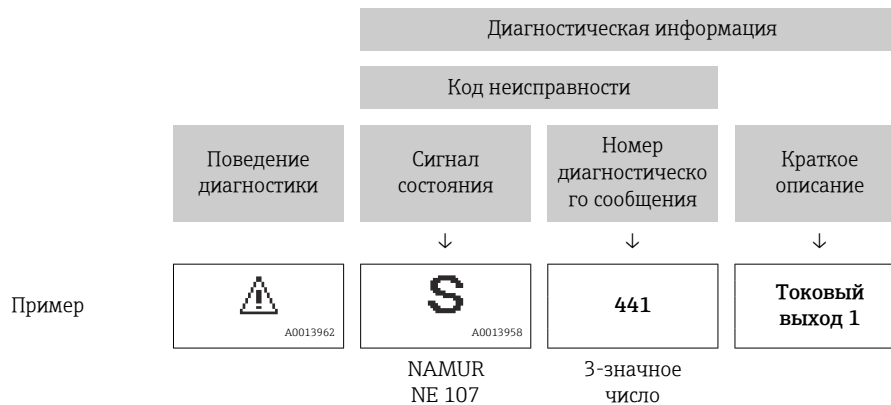 Диагностическая информация
Код неисправности
Поведение
диагностики
Сигнал
состояния
Номер
диагностическо
го сообщения
Краткое
описание
↓
↓
↓
Пример
A0013962
S
A0013958
441
Токовый
выход 1
NAMUR
NE 107
3-значное
число